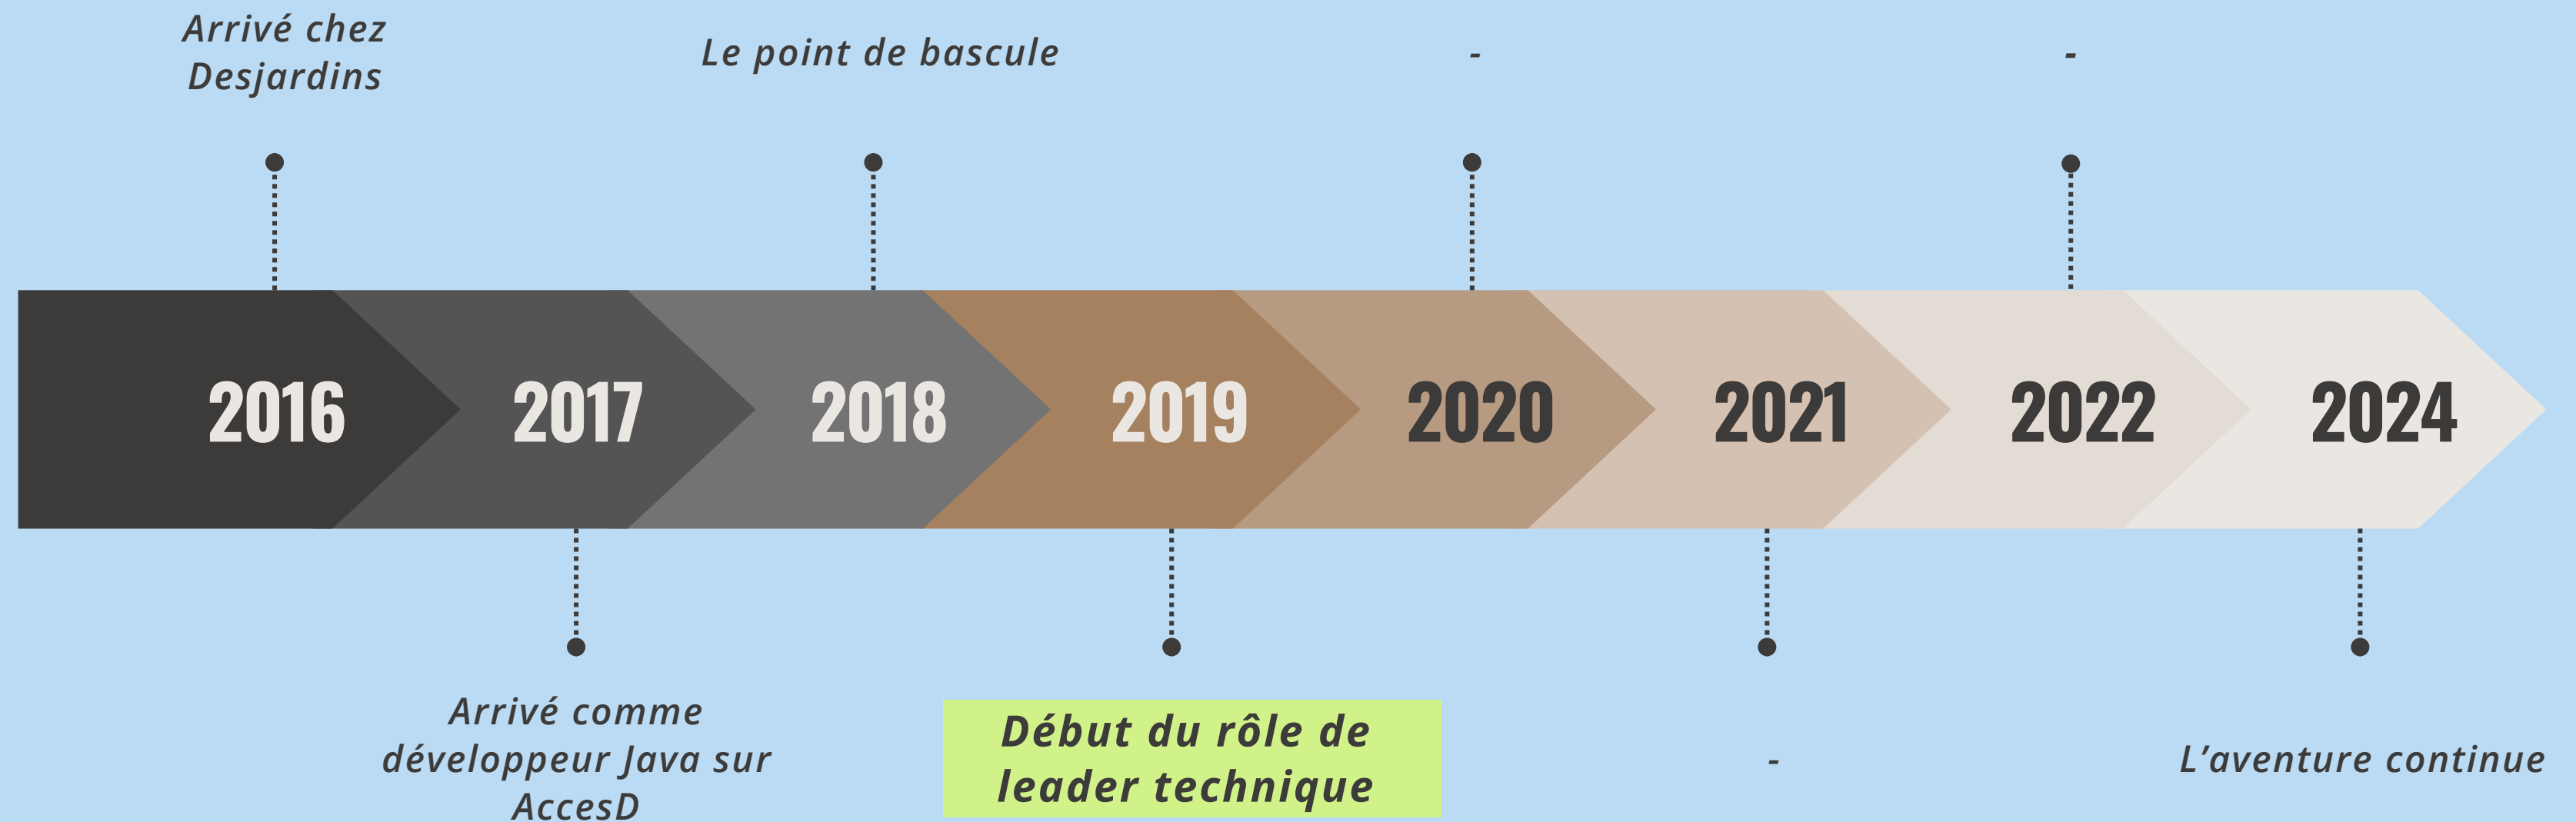 Arrivé chez
Desjardins
Le point de bascule
-
-
2016
2017
2018
2019
2020
2021
2022
2024
Arrivé comme
développeur Java sur
AccesD
Début du rôle de
leader technique
-
L’aventure continue